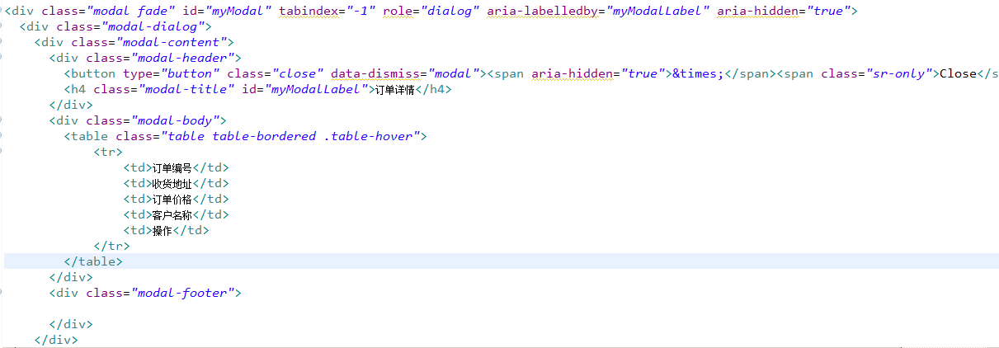 <div class="modal fade" id="myModal" tabindex="-1" role="dialog" aria-labelledby="myModalLabel" aria-hidden="true">
<div class="modal-dialog">
<div class="modal-content">
<div class="modal-header">
<button type="button" class="close" data-dismiss="modal"><span aria-hidden="true">&times;</span><span class="sr-only">Close</s
<h4 class="modal-title" id="myModalLabel">订单详情</h4>
</div>
<div class="modal-body">
<table class="table table-bordered .table-hover">
<tr>
<td>订单编号</td>
<td>收货地址</td>
<td>订单价格</td>
<td>客户名称</td>
<td>操作</td>
</tr>
</table>
</div>
<div class="modal-footer">
</div>
</div>